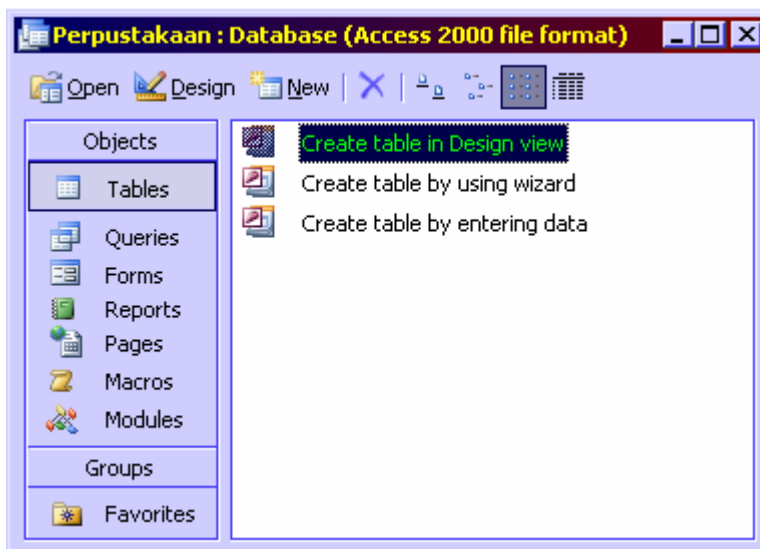 Perpustakaan : Database (Access 2000 file format)
Open Design New
Objects
Tables
Queries
Forms
Reports
Pages
Macros
Modules
Groups
Favorites
Create table in Design view
Create table by using wizard
Create table by entering data